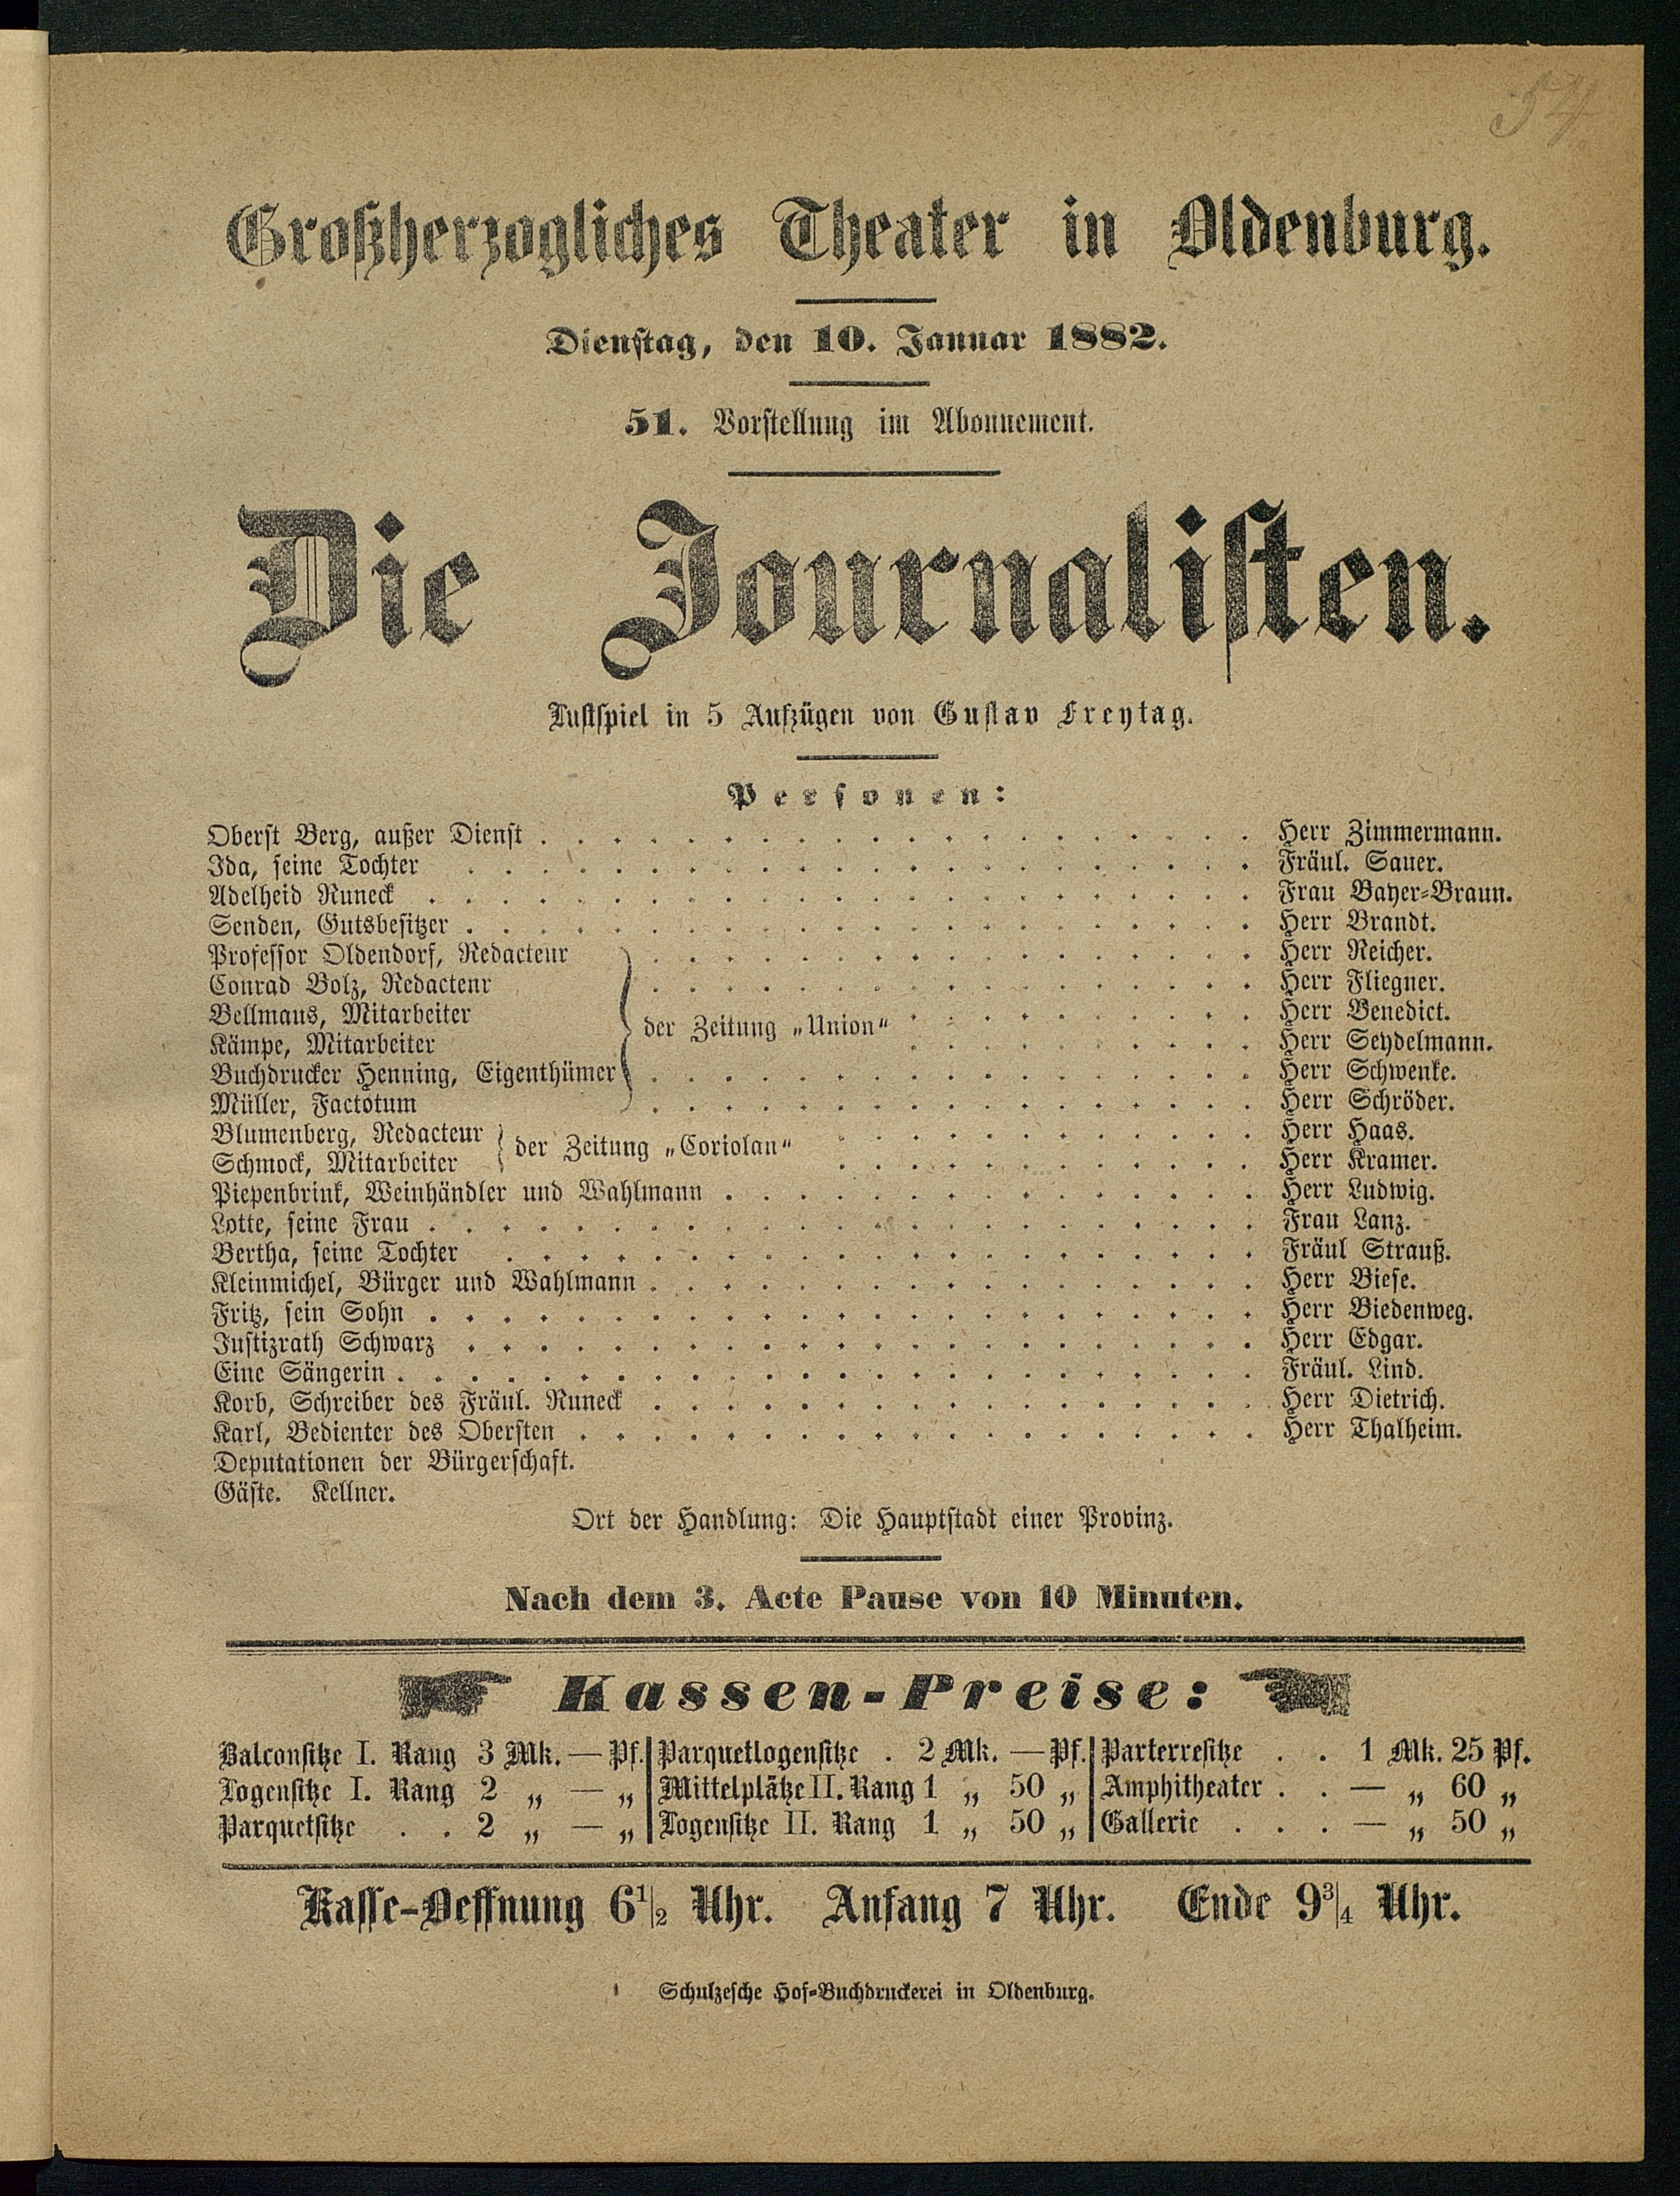 54
Großherzogliches Theater in Oldenburg.
Dienstag, den 10. Januar 1882.
51. Vorstellung im Abonnement.
Die Journalisten.
Lustspiel in 5 Aufzügen von Gustav Freytag.
Personen:
Oberst Berg, außer Dienst . . . . Herr Zimmermann.
Ida, seine Tochter . . . . Fräul. Sauer.
Adelheid Runeck . . . . Frau Bayer-Braun.
Senden, Gutsbesitzer . . . . Herr Brandt.
Professor Oldendorf, Redacteur . . . . Herr Reicher.
Conrad Bolz, Redacteur . . . . Herr Fliegner.
Bellmaus, Mitarbeiter . . . . Herr Benedict.
der Zeitung „Union“
Kämpe, Mitarbeiter . . . . Herr Seydelmann.
Buchdrucker Henning, Eigenthümer . . . . Herr Schwenke.
Müller, Factotum . . . . Herr Schröder.
Blumenberg, Redacteur . . . . Herr Haas.
der Zeitung „Coriolan“
Schmock, Mitarbeiter . . . . Herr Kramer.
Piepenbrink, Weinhändler und Wahlmann . . . . Herr Ludwig.
Lotte, seine Frau . . . . Frau Lanz.
Bertha, seine Tochter . . . . Fräul Strauß.
Kleinmichel, Bürger und Wahlmann . . . . Herr Biese.
Fritz, sein Sohn . . . . Herr Biedenweg.
Justizrath Schwarz . . . . Herr Edgar.
Eine Sängerin . . . . Fräul. Lind.
Korb, Schreiber des Fräul. Runeck . . . . Herr Dietrich.
Karl, Bedienter des Obersten . . . . Herr Thalheim.
Deputationen der Bürgerschaft.
Gäste. Kellner.
Ort der Handlung: Die Hauptstadt einer Provinz.
Nach dem 3. Acte Pause von 10 Minuten.
Kassen-Preise:
Balconsitze I. Rang 3 Mk. — Pf. | Parquetlogensitze . 2 Mk. — Pf. | Parterresitze . . 1 Mk. 25 Pf.
Logensitze I. Rang 2 „ — „ | Mittelplätze II. Rang 1 „ 50 „ | Amphitheater . . — „ 60 „
Parquetsitze . . 2 „ — „ | Logensitze II. Rang 1 „ 50 „ | Gallerie . . . — „ 50 „
Kasse-Oeffnung 6½ Uhr. Anfang 7 Uhr. Ende 9¾ Uhr.
Schulzesche Hof-Buchdruckerei in Oldenburg.